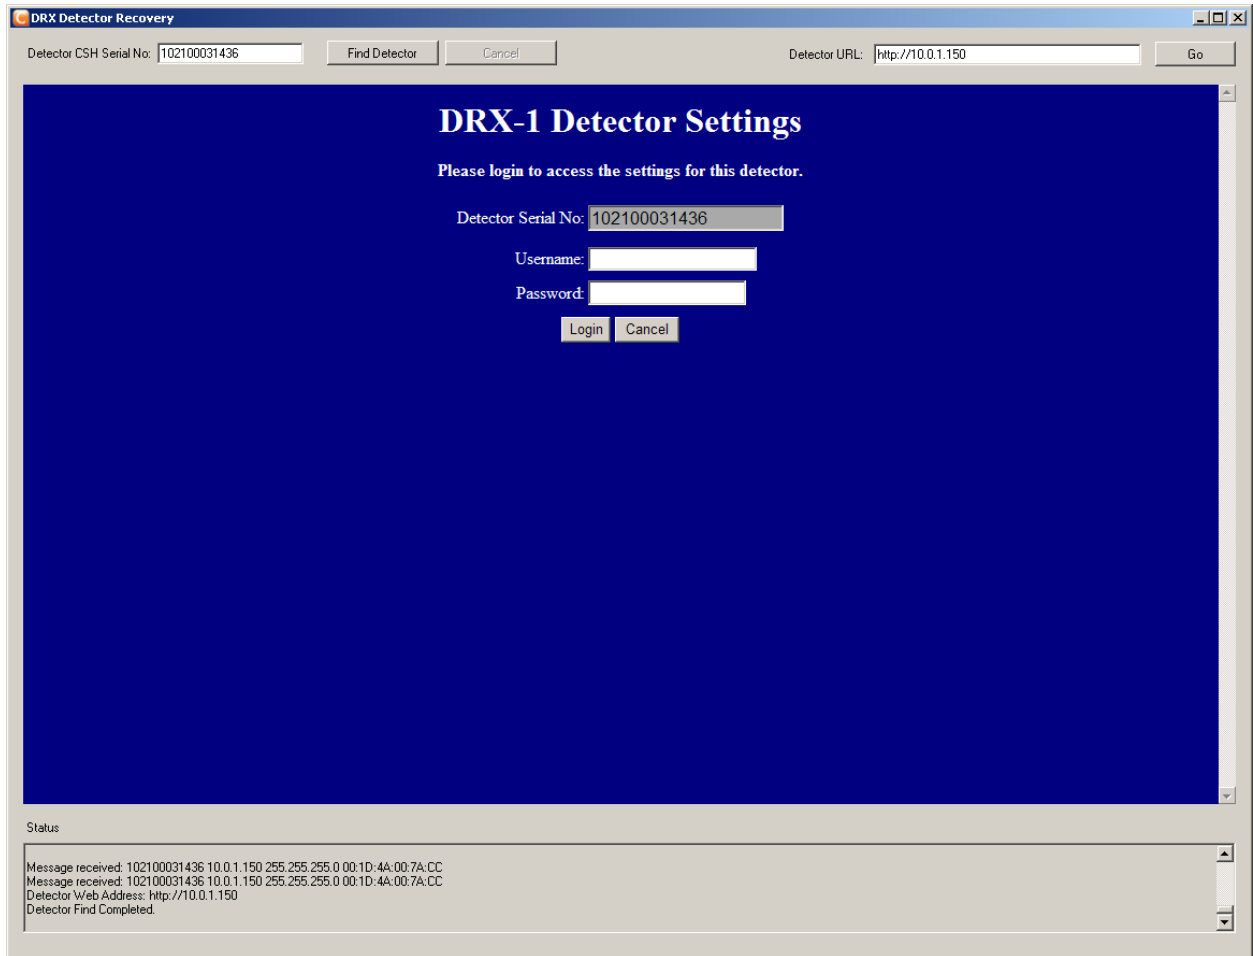 DRX Detector Recovery
Detector CSH Serial No: 102100031436 Find Detector Cancel Detector URL: http://10.0.1.150 Go
DRX-1 Detector Settings
Please login to access the settings for this detector.
Detector Serial No: 102100031436
Username:
Password:
Login Cancel
Status
Message received: 102100031436 10.0.1.150 255.255.255.0 00:1D:4A:00:7A:CC
Message received: 102100031436 10.0.1.150 255.255.255.0 00:1D:4A:00:7A:CC
Detector Web Address: http://10.0.1.150
Detector Find Completed.